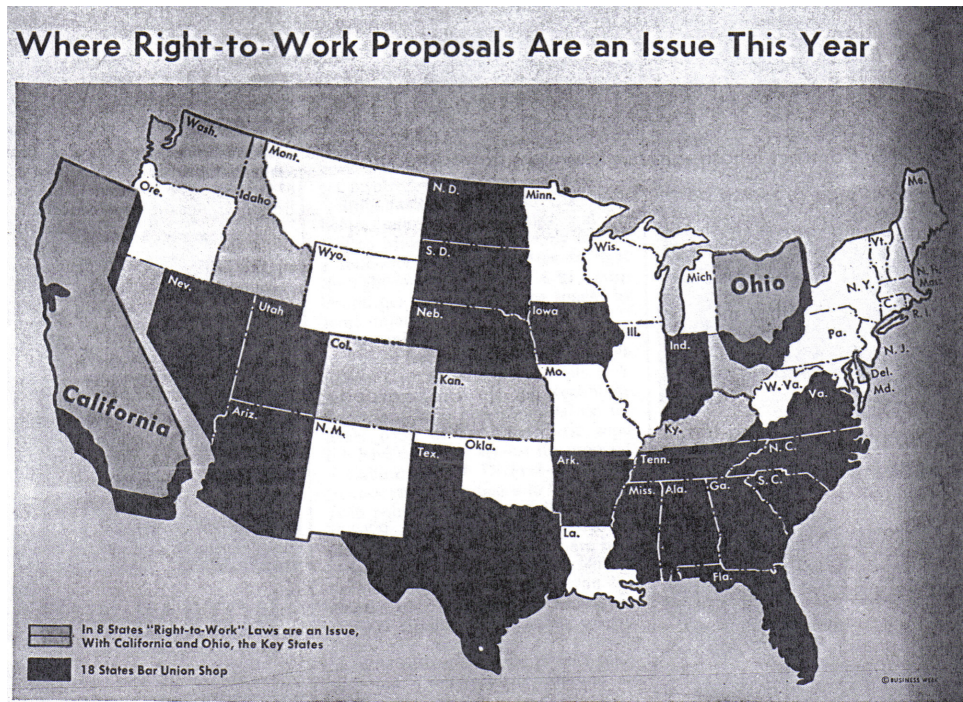 Where Right-to-Work Proposals Are an Issue This Year
Wash.
Mont.
N. D.
Minn.
Me.
Ore.
Idaho
Wyo.
S. D.
Wis.
Mich
Vt.
N. H.
Mass.
N. Y.
C.
R. I.
Nev.
Utah
Neb.
Iowa
Ill.
Ind.
Ohio
Pa.
N. J.
Del.
Md.
W. Va.
Va.
California
Col.
Kan.
Mo.
Ky.
Ariz.
N. M.
Okla.
Tex.
Ark.
Tenn.
N. C.
S. C.
Miss.
Ala.
Ga.
La.
Fla.
In 8 States "Right-to-Work" Laws are an Issue,
With California and Ohio, the Key States
18 States Bar Union Shop
© BUSINESS WEEK